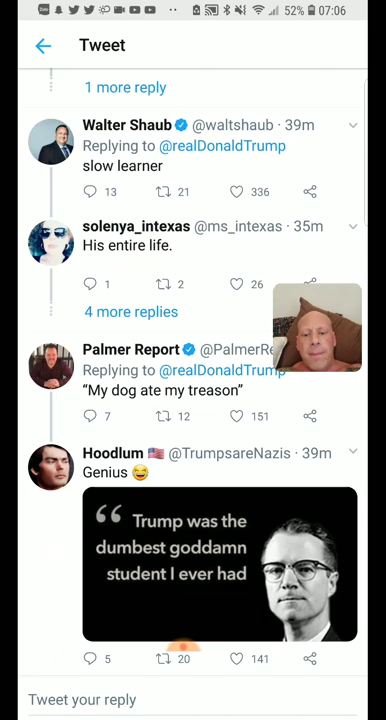 52% 07:06
Tweet
1 more reply
Walter Shaub @waltshaub · 39m
Replying to @realDonaldTrump
slow learner
13 21 336
solenya_intexas @ms_intexas · 35m
His entire life.
1 2 26
4 more replies
Palmer Report @PalmerRe
Replying to @realDonaldTrump
“My dog ate my treason”
7 12 151
Hoodlum 🇺🇸 @TrumpsareNazis · 39m
Genius 😂
“ Trump was the
dumbest goddamn
student I ever had
5 20 141
Tweet your reply